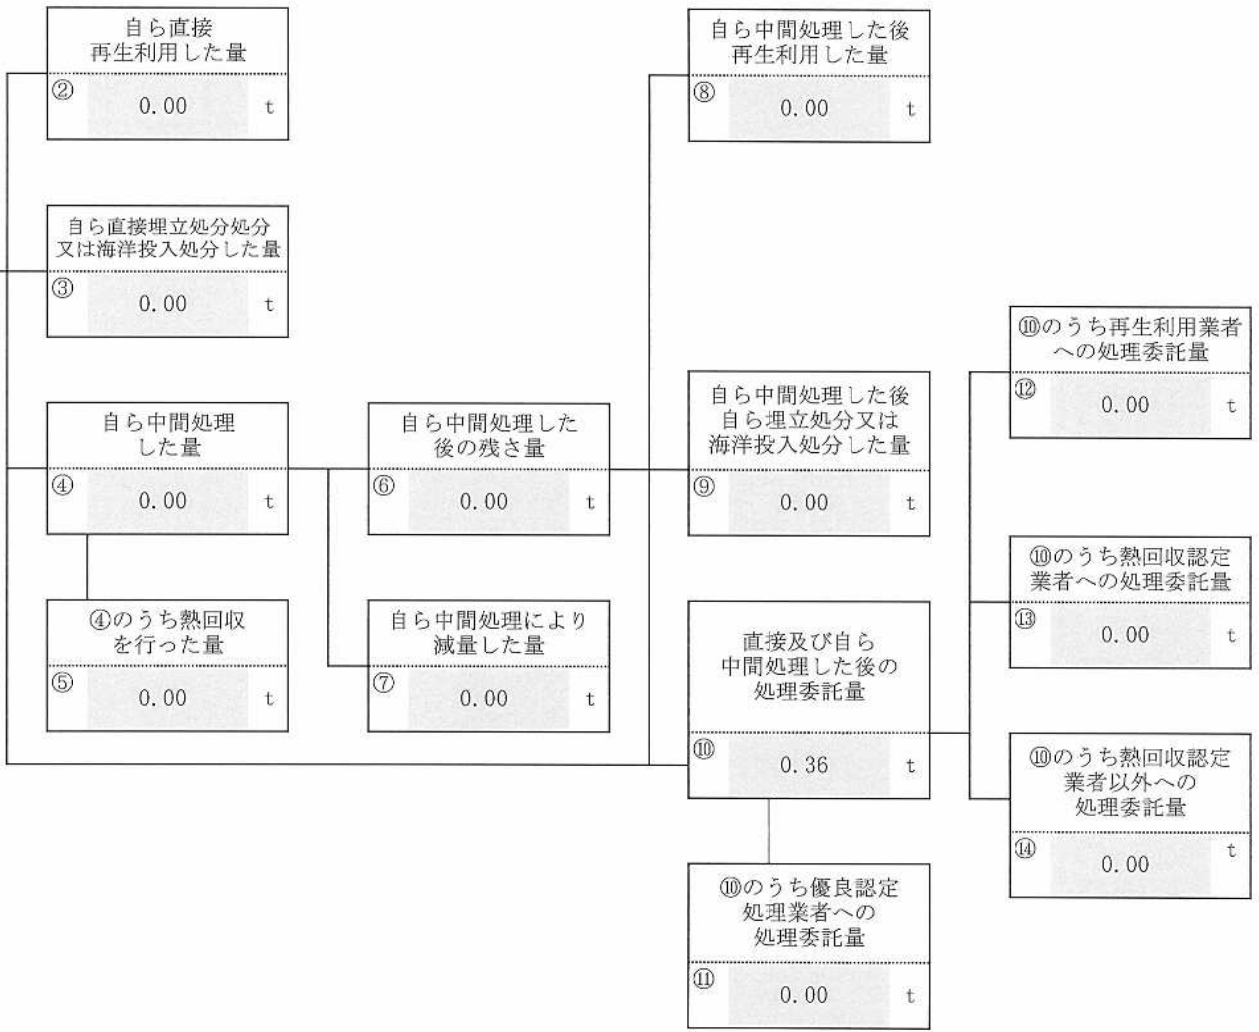 自ら直接
再生利用した量
② 0.00 t
自ら直接埋立処分処分
又は海洋投入処分した量
③ 0.00 t
自ら中間処理
した量
④ 0.00 t
④のうち熱回収
を行った量
⑤ 0.00 t
自ら中間処理した
後の残さ量
⑥ 0.00 t
自ら中間処理により
減量した量
⑦ 0.00 t
自ら中間処理した後
再生利用した量
⑧ 0.00 t
自ら中間処理した後
自ら埋立処分又は
海洋投入処分した量
⑨ 0.00 t
直接及び自ら
中間処理した後の
処理委託量
⑩ 0.36 t
⑩のうち優良認定
処理業者への
処理委託量
⑪ 0.00 t
⑩のうち再生利用業者
への処理委託量
⑫ 0.00 t
⑩のうち熱回収認定
業者への処理委託量
⑬ 0.00 t
⑩のうち熱回収認定
業者以外への
処理委託量
⑭ 0.00 t